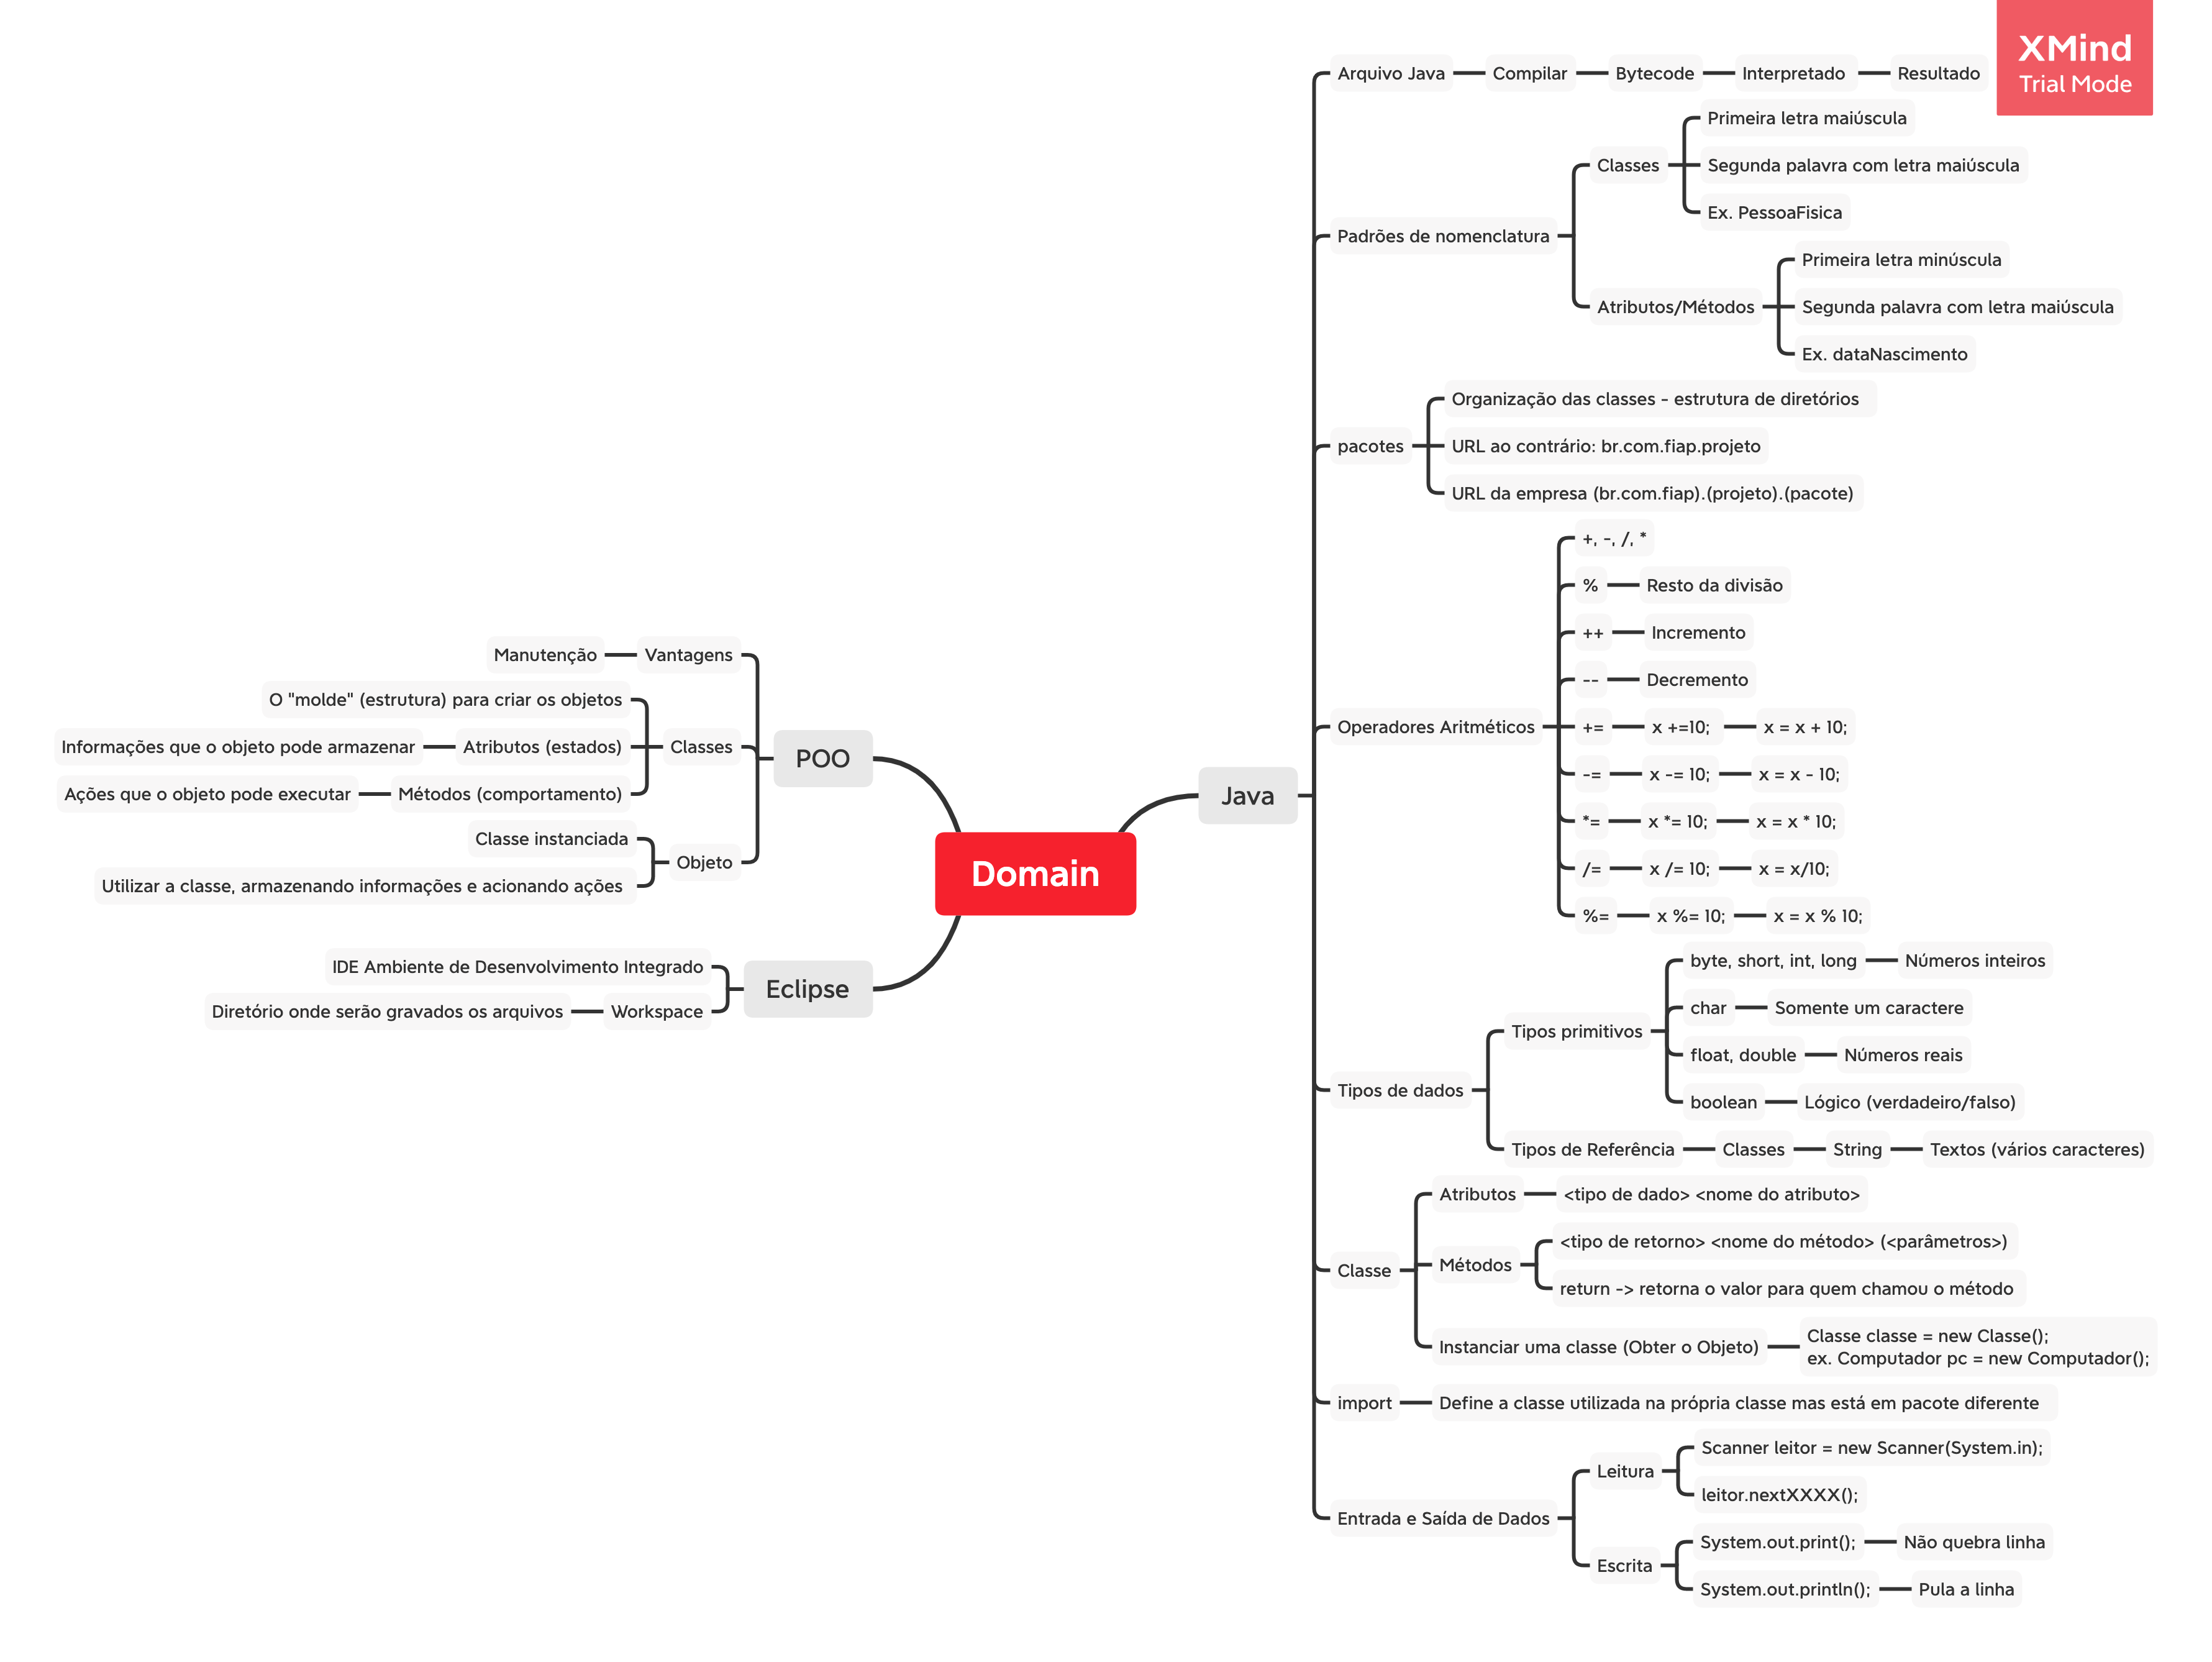 XMind
Trial Mode
Domain
POO
Vantagens
Manutenção
Classes
O "molde" (estrutura) para criar os objetos
Atributos (estados)
Informações que o objeto pode armazenar
Métodos (comportamento)
Ações que o objeto pode executar
Objeto
Classe instanciada
Utilizar a classe, armazenando informações e acionando ações
Eclipse
IDE Ambiente de Desenvolvimento Integrado
Workspace
Diretório onde serão gravados os arquivos
Java
Arquivo Java
Compilar
Bytecode
Interpretado
Resultado
Padrões de nomenclatura
Classes
Primeira letra maiúscula
Segunda palavra com letra maiúscula
Ex. PessoaFisica
Atributos/Métodos
Primeira letra minúscula
Segunda palavra com letra maiúscula
Ex. dataNascimento
pacotes
Organização das classes - estrutura de diretórios
URL ao contrário: br.com.fiap.projeto
URL da empresa (br.com.fiap).(projeto).(pacote)
Operadores Aritméticos
+, -, /, *
%
Resto da divisão
++
Incremento
--
Decremento
+=
x +=10;
x = x + 10;
-=
x -= 10;
x = x - 10;
*=
x *= 10;
x = x * 10;
/=
x /= 10;
x = x/10;
%=
x %= 10;
x = x % 10;
Tipos de dados
Tipos primitivos
byte, short, int, long
Números inteiros
char
Somente um caractere
float, double
Números reais
boolean
Lógico (verdadeiro/falso)
Tipos de Referência
Classes
String
Textos (vários caracteres)
Classe
Atributos
<tipo de dado> <nome do atributo>
Métodos
<tipo de retorno> <nome do método> (<parâmetros>)
return -> retorna o valor para quem chamou o método
Instanciar uma classe (Obter o Objeto)
Classe classe = new Classe();
ex. Computador pc = new Computador();
import
Define a classe utilizada na própria classe mas está em pacote diferente
Entrada e Saída de Dados
Leitura
Scanner leitor = new Scanner(System.in);
leitor.nextXXXX();
Escrita
System.out.print();
Não quebra linha
System.out.println();
Pula a linha